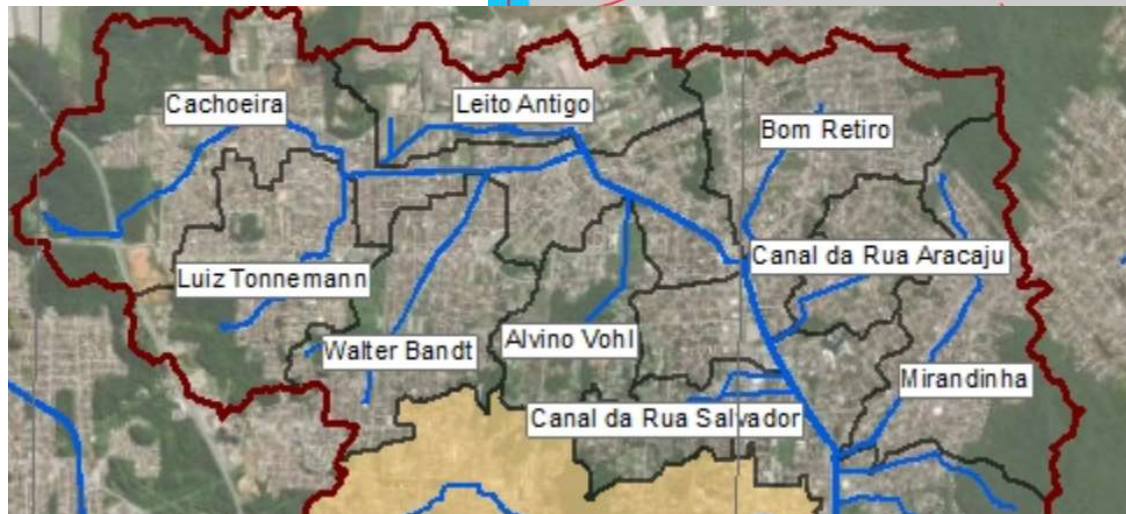 Cachoeira
Leito Antigo
Bom Retiro
Canal da Rua Aracaju
Luiz Tonnemann
Walter Bandt
Alvino Vohl
Mirandinha
Canal da Rua Salvador